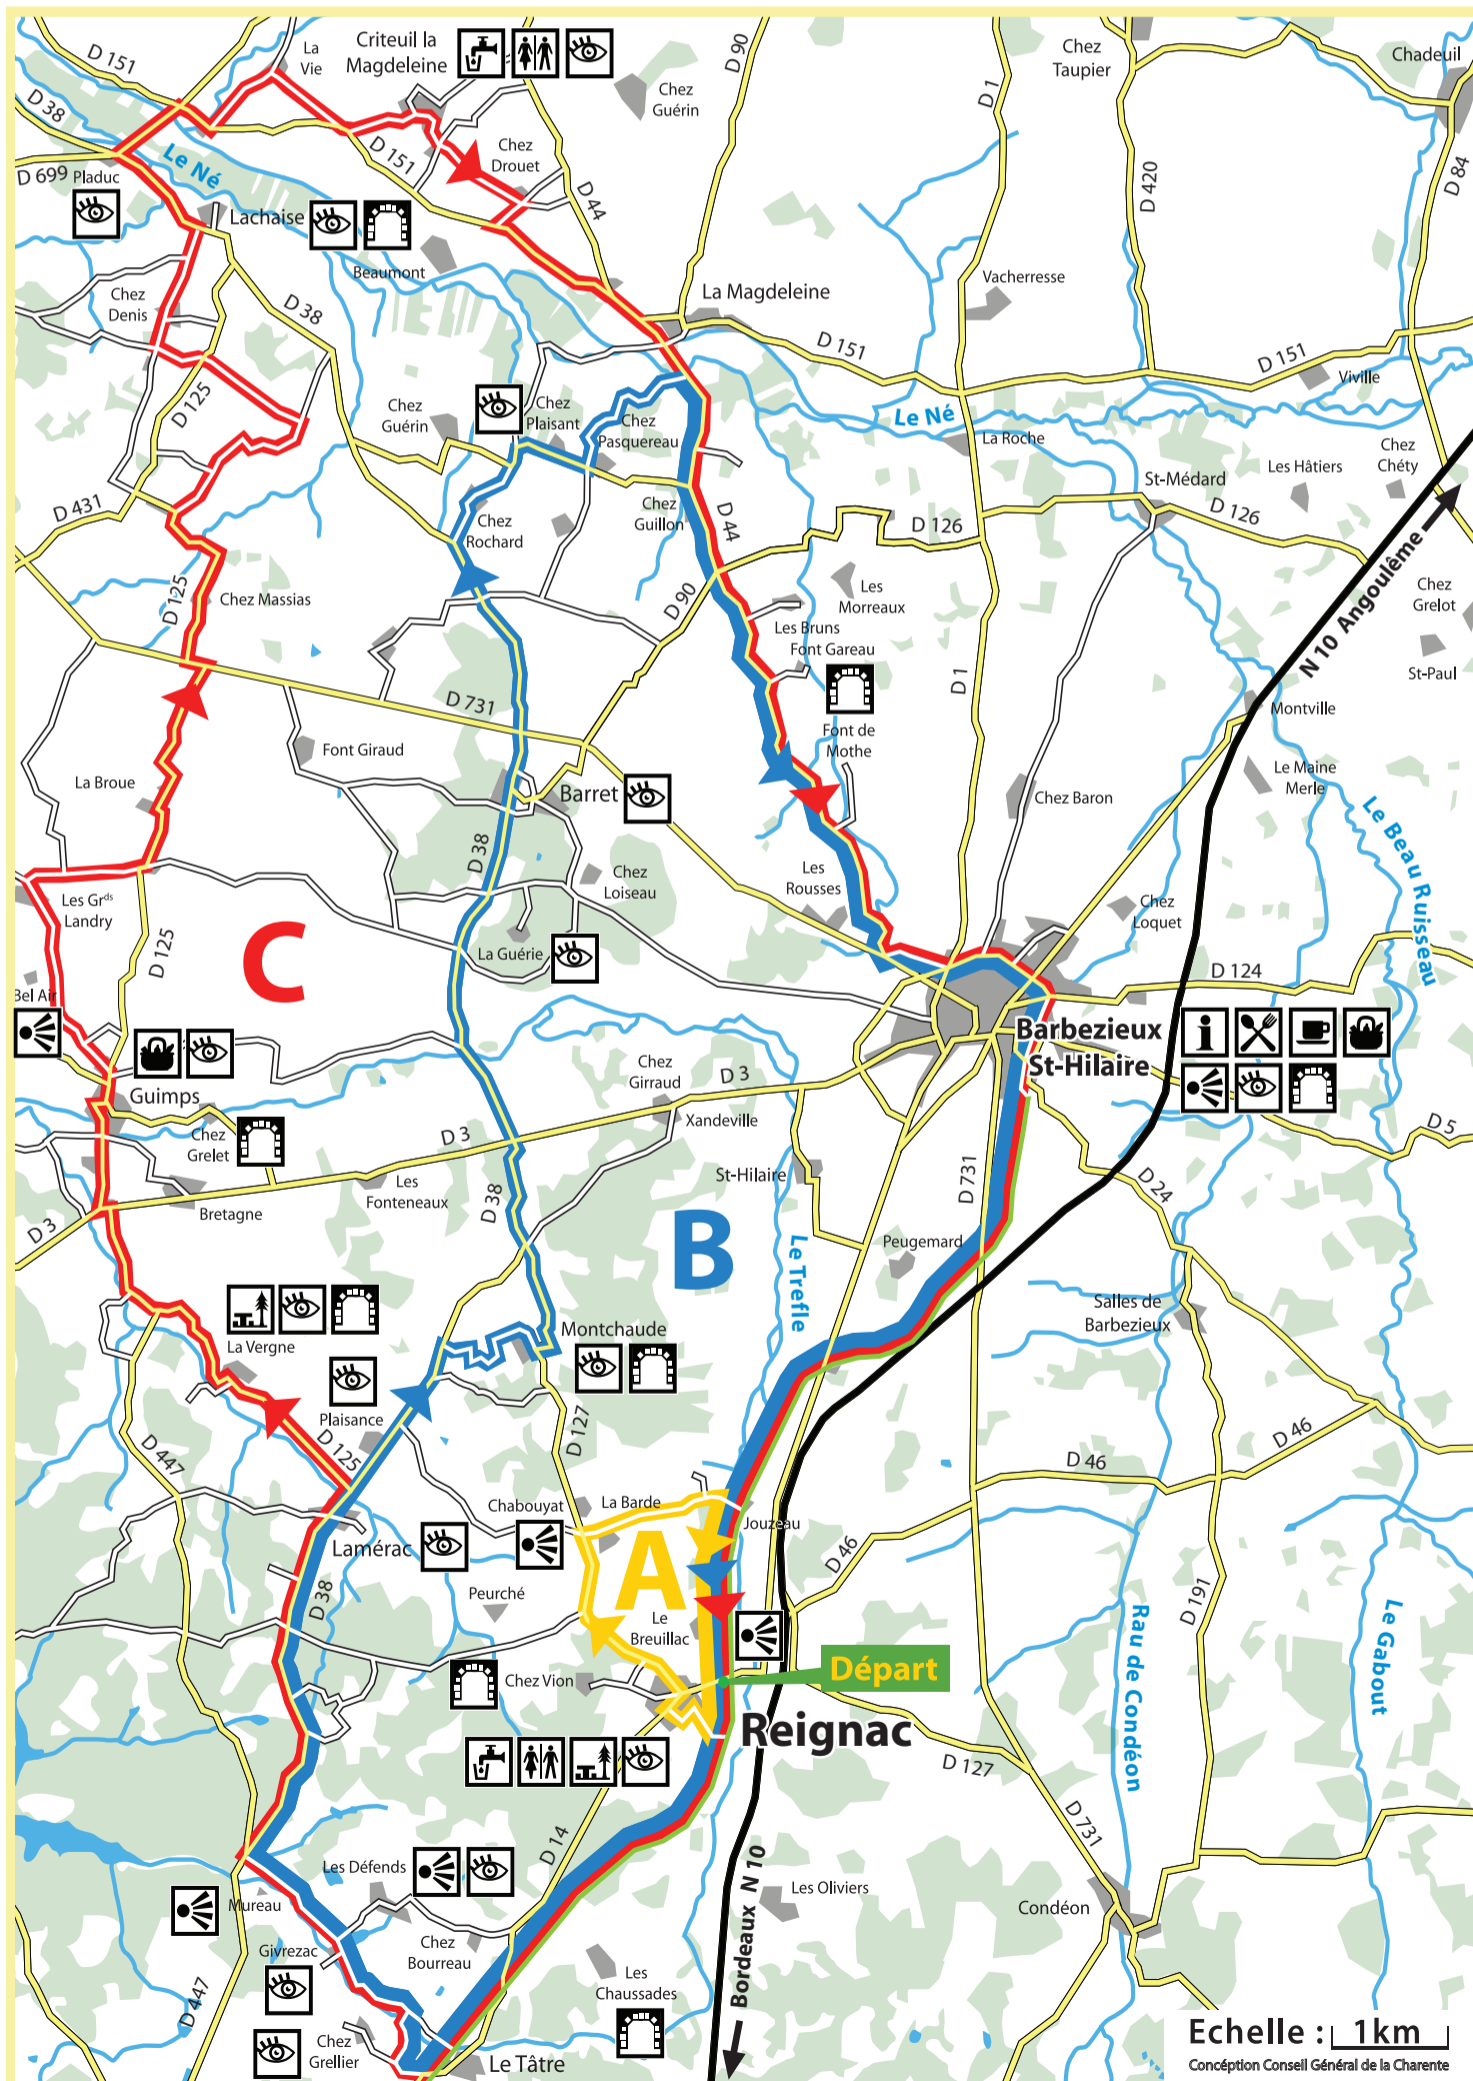 D 151
La
Vie
Criteuil la
Magdeleine
D 90
Chez
Taupier
Chadeuil
D 38
Chez
Guérin
D 1
Le Né
D 151
Chez
Drouet
D 699
Pladuc
D 44
D 420
D 84
Lachaise
Beaumont
Vacherresse
La Magdeleine
Chez
Denis
D 38
D 151
D 151
Viville
D 125
Chez
Guérin
Chez
Plaisant
Chez
Pasquereau
Le Né
La Roche
Chez
Chéty
Les Hâtiers
St-Médard
D 431
Chez
Rochard
Chez
Guillon
D 44
D 126
D 126
N 10 Angoulême
Chez
Grelot
D 125
Chez Massias
D 90
Les
Morreaux
Les Bruns
Font Gareau
St-Paul
D 731
D 1
Montville
Font Giraud
Font de
Mothe
La Broue
Barret
Chez Baron
Le Maine
Merle
Le Beau Ruisseau
D 38
Chez
Loiseau
Les
Rousses
Les Grds
Landry
Chez
Loquet
C
D 125
La Guérie
D 124
Bel Air
Barbezieux
St-Hilaire
Guimps
Chez
Girraud
D 3
Xandeville
Chez
Grelet
D 3
D 5
St-Hilaire
D 731
D 24
Les
Fonteneaux
Bretagne
D 38
D 3
B
Le Trefle
Peugemard
Salles de
Barbezieux
La Vergne
Montchaude
Plaisance
D 127
D 125
D 447
D 46
D 46
Chabouyat
La Barde
Jouzeau
Lamérac
A
D 46
D 38
Peurché
Le
Breuillac
D 191
Rau de Condéon
Le Gabout
Départ
Chez Vion
Reignac
D 127
D 731
D 14
Les Défends
Bordeaux N 10
Les Oliviers
Mureau
Condéon
Givrezac
Chez
Bourreau
Les
Chaussades
D 447
Chez
Grellier
Le Tâtre
Echelle : 1km
Concéption Conseil Général de la Charente